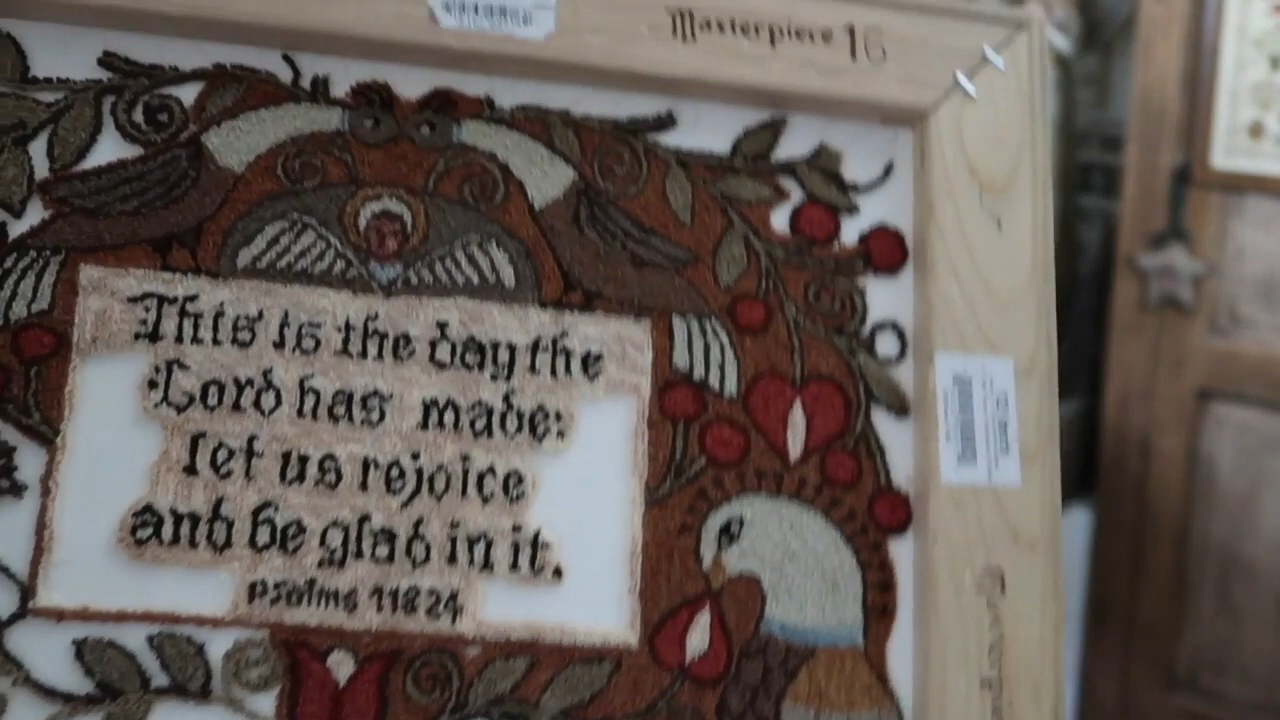 Masterpiece 16
This is the day the
Lord has made:
let us rejoice
and be glad in it.
psalms 118 24